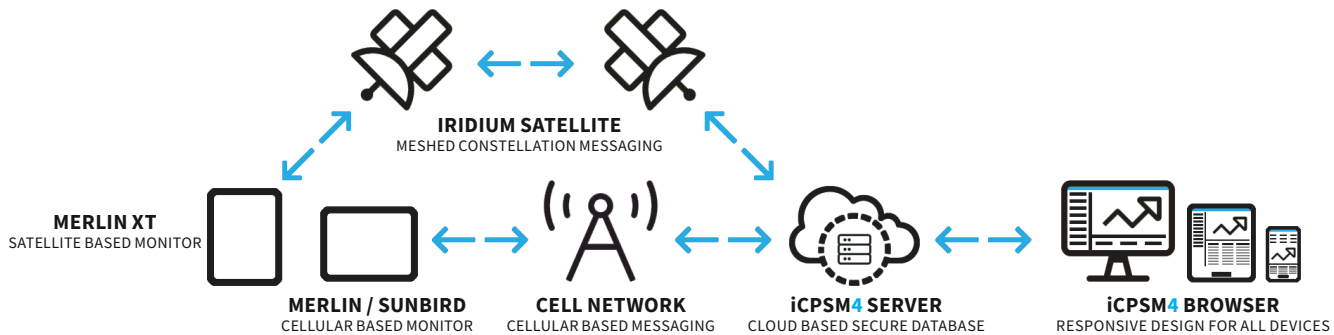 IRIDIUM SATELLITE
MESHED CONSTELLATION MESSAGING
MERLIN XT
SATELLITE BASED MONITOR
MERLIN / SUNBIRD
CELLULAR BASED MONITOR
CELL NETWORK
CELLULAR BASED MESSAGING
iCPSM4 SERVER
CLOUD BASED SECURE DATABASE
iCPSM4 BROWSER
RESPONSIVE DESIGN FOR ALL DEVICES